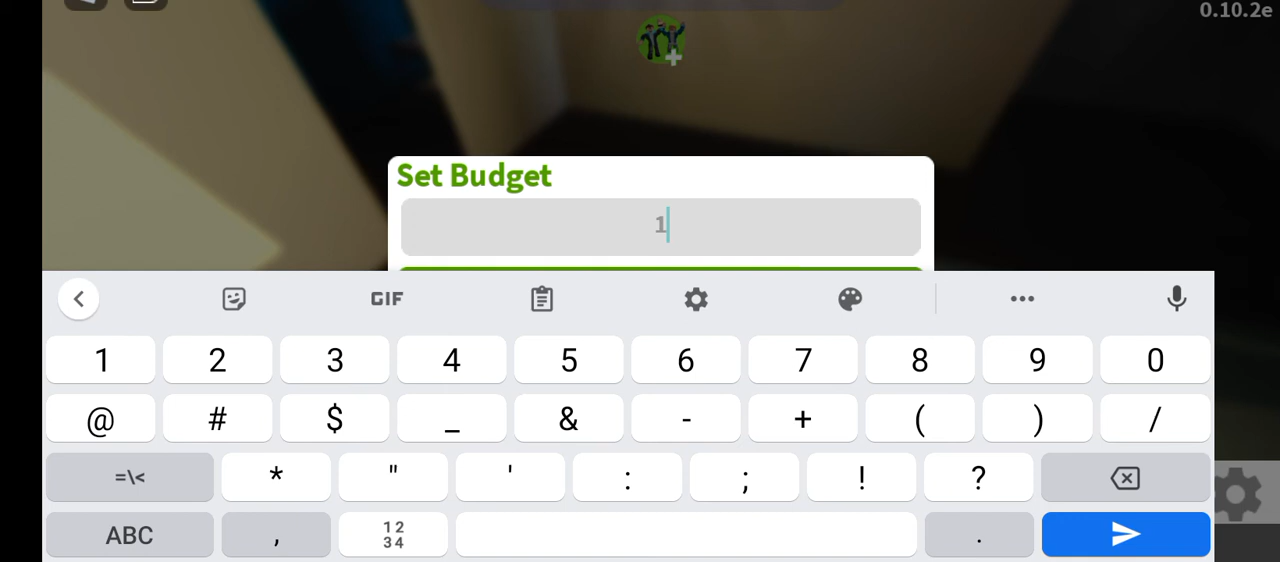 0.10.2e
Set Budget
1
GIF
1 2 3 4 5 6 7 8 9 0
@ # $ _ & - + ( ) /
=\< * " ' : ; ! ?
ABC , 12 .
34